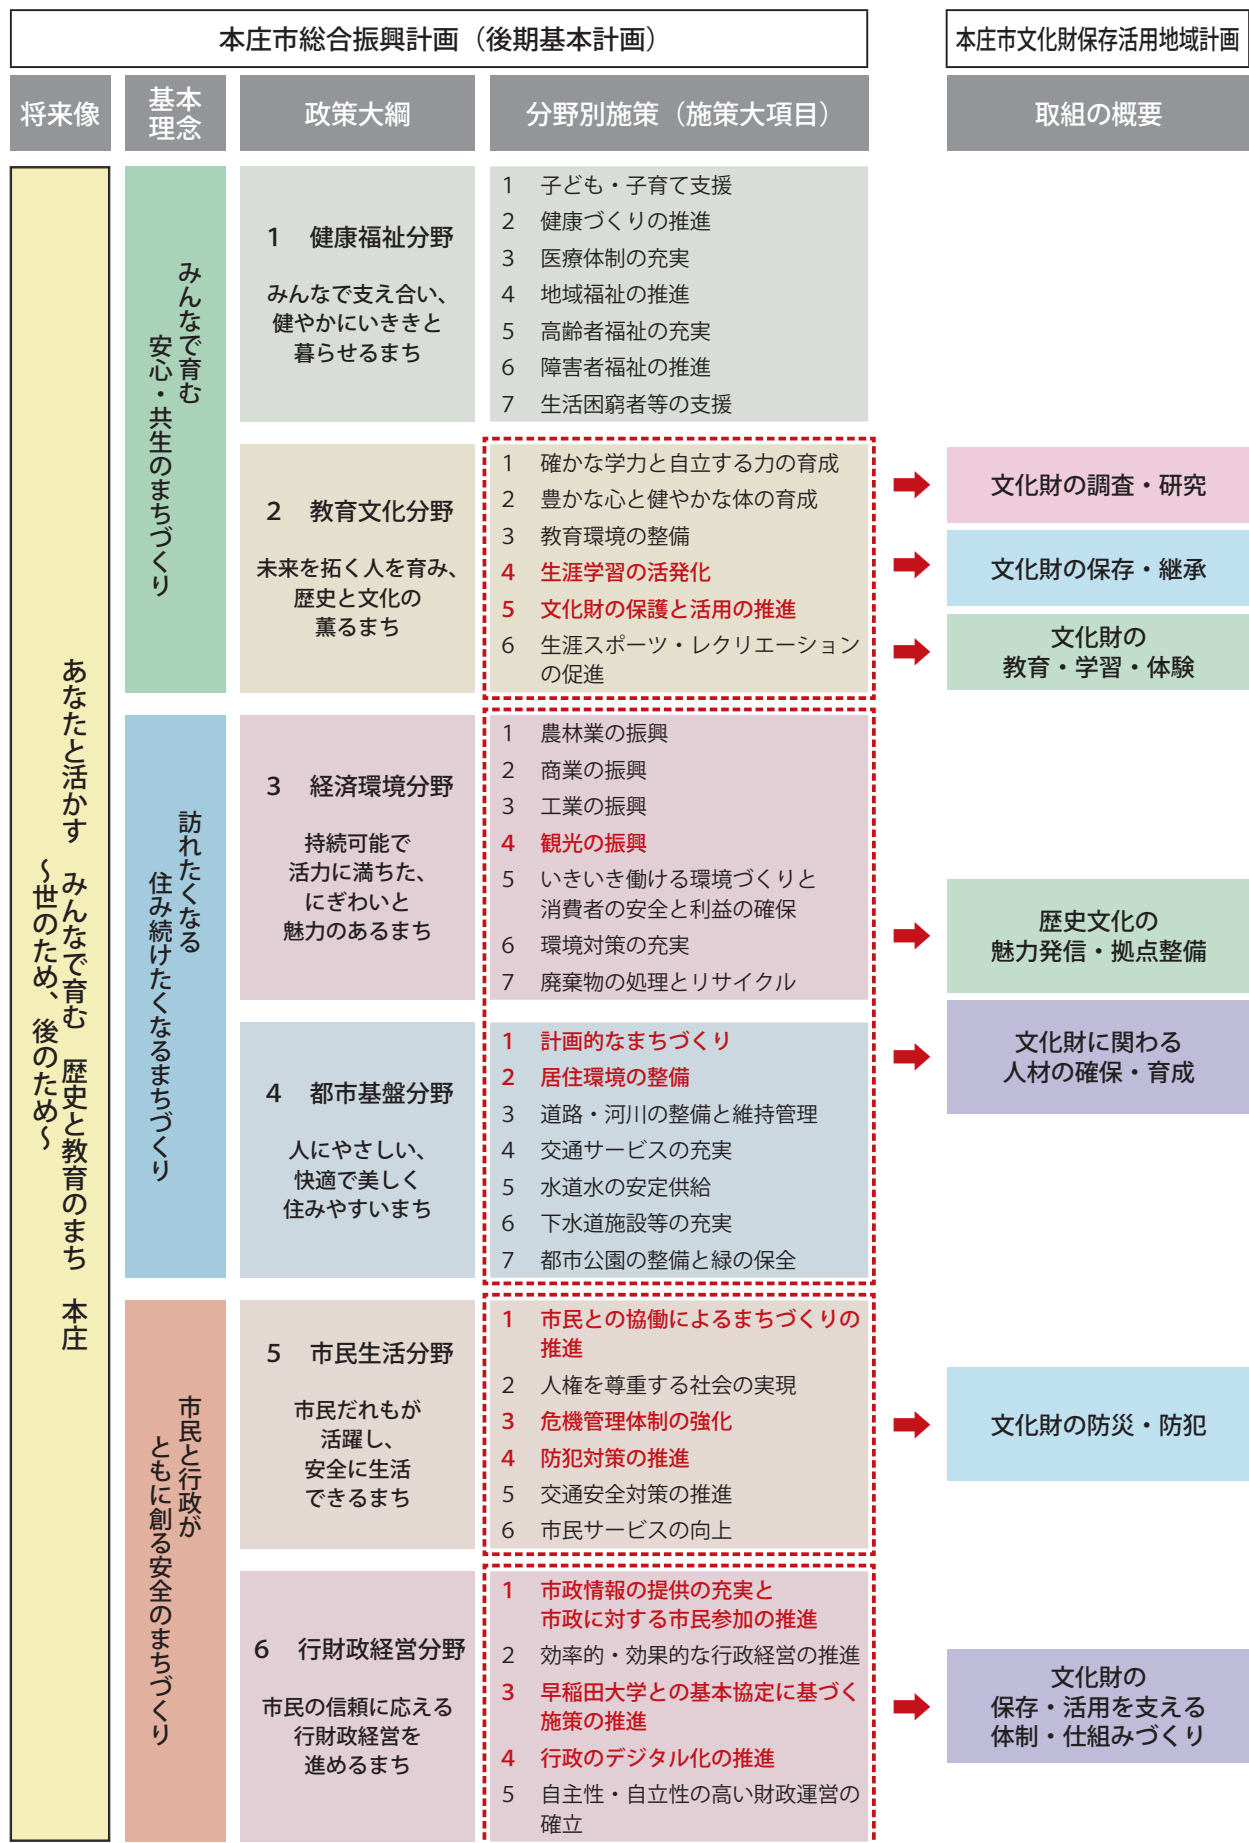 本庄市総合振興計画（後期基本計画）
本庄市文化財保存活用地域計画
将来像
基本
理念
政策大綱
分野別施策（施策大項目）
取組の概要
あなたと活かす　みんなで育む　歴史と教育のまち　本庄
～世のため、後のため～
みんなで育む
安心・共生のまちづくり
1　健康福祉分野
みんなで支え合い、
健やかにいききと
暮らせるまち
1　子ども・子育て支援
2　健康づくりの推進
3　医療体制の充実
4　地域福祉の推進
5　高齢者福祉の充実
6　障害者福祉の推進
7　生活困窮者等の支援
2　教育文化分野
未来を拓く人を育み、
歴史と文化の
薫るまち
1　確かな学力と自立する力の育成
2　豊かな心と健やかな体の育成
3　教育環境の整備
4　生涯学習の活発化
5　文化財の保護と活用の推進
6　生涯スポーツ・レクリエーション
の促進
文化財の調査・研究
文化財の保存・継承
文化財の
教育・学習・体験
訪れたくなる
住み続けたくなるまちづくり
3　経済環境分野
持続可能で
活力に満ちた、
にぎわいと
魅力のあるまち
1　農林業の振興
2　商業の振興
3　工業の振興
4　観光の振興
5　いきいき働ける環境づくりと
消費者の安全と利益の確保
6　環境対策の充実
7　廃棄物の処理とリサイクル
歴史文化の
魅力発信・拠点整備
4　都市基盤分野
人にやさしい、
快適で美しく
住みやすいまち
1　計画的なまちづくり
2　居住環境の整備
3　道路・河川の整備と維持管理
4　交通サービスの充実
5　水道水の安定供給
6　下水道施設等の充実
7　都市公園の整備と緑の保全
文化財に関わる
人材の確保・育成
市民と行政が
ともに創る安全のまちづくり
5　市民生活分野
市民だれもが
活躍し、
安全に生活
できるまち
1　市民との協働によるまちづくりの
推進
2　人権を尊重する社会の実現
3　危機管理体制の強化
4　防犯対策の推進
5　交通安全対策の推進
6　市民サービスの向上
文化財の防災・防犯
6　行財政経営分野
市民の信頼に応える
行財政経営を
進めるまち
1　市政情報の提供の充実と
市政に対する市民参加の推進
2　効率的・効果的な行政経営の推進
3　早稲田大学との基本協定に基づく
施策の推進
4　行政のデジタル化の推進
5　自主性・自立性の高い財政運営の
確立
文化財の
保存・活用を支える
体制・仕組みづくり